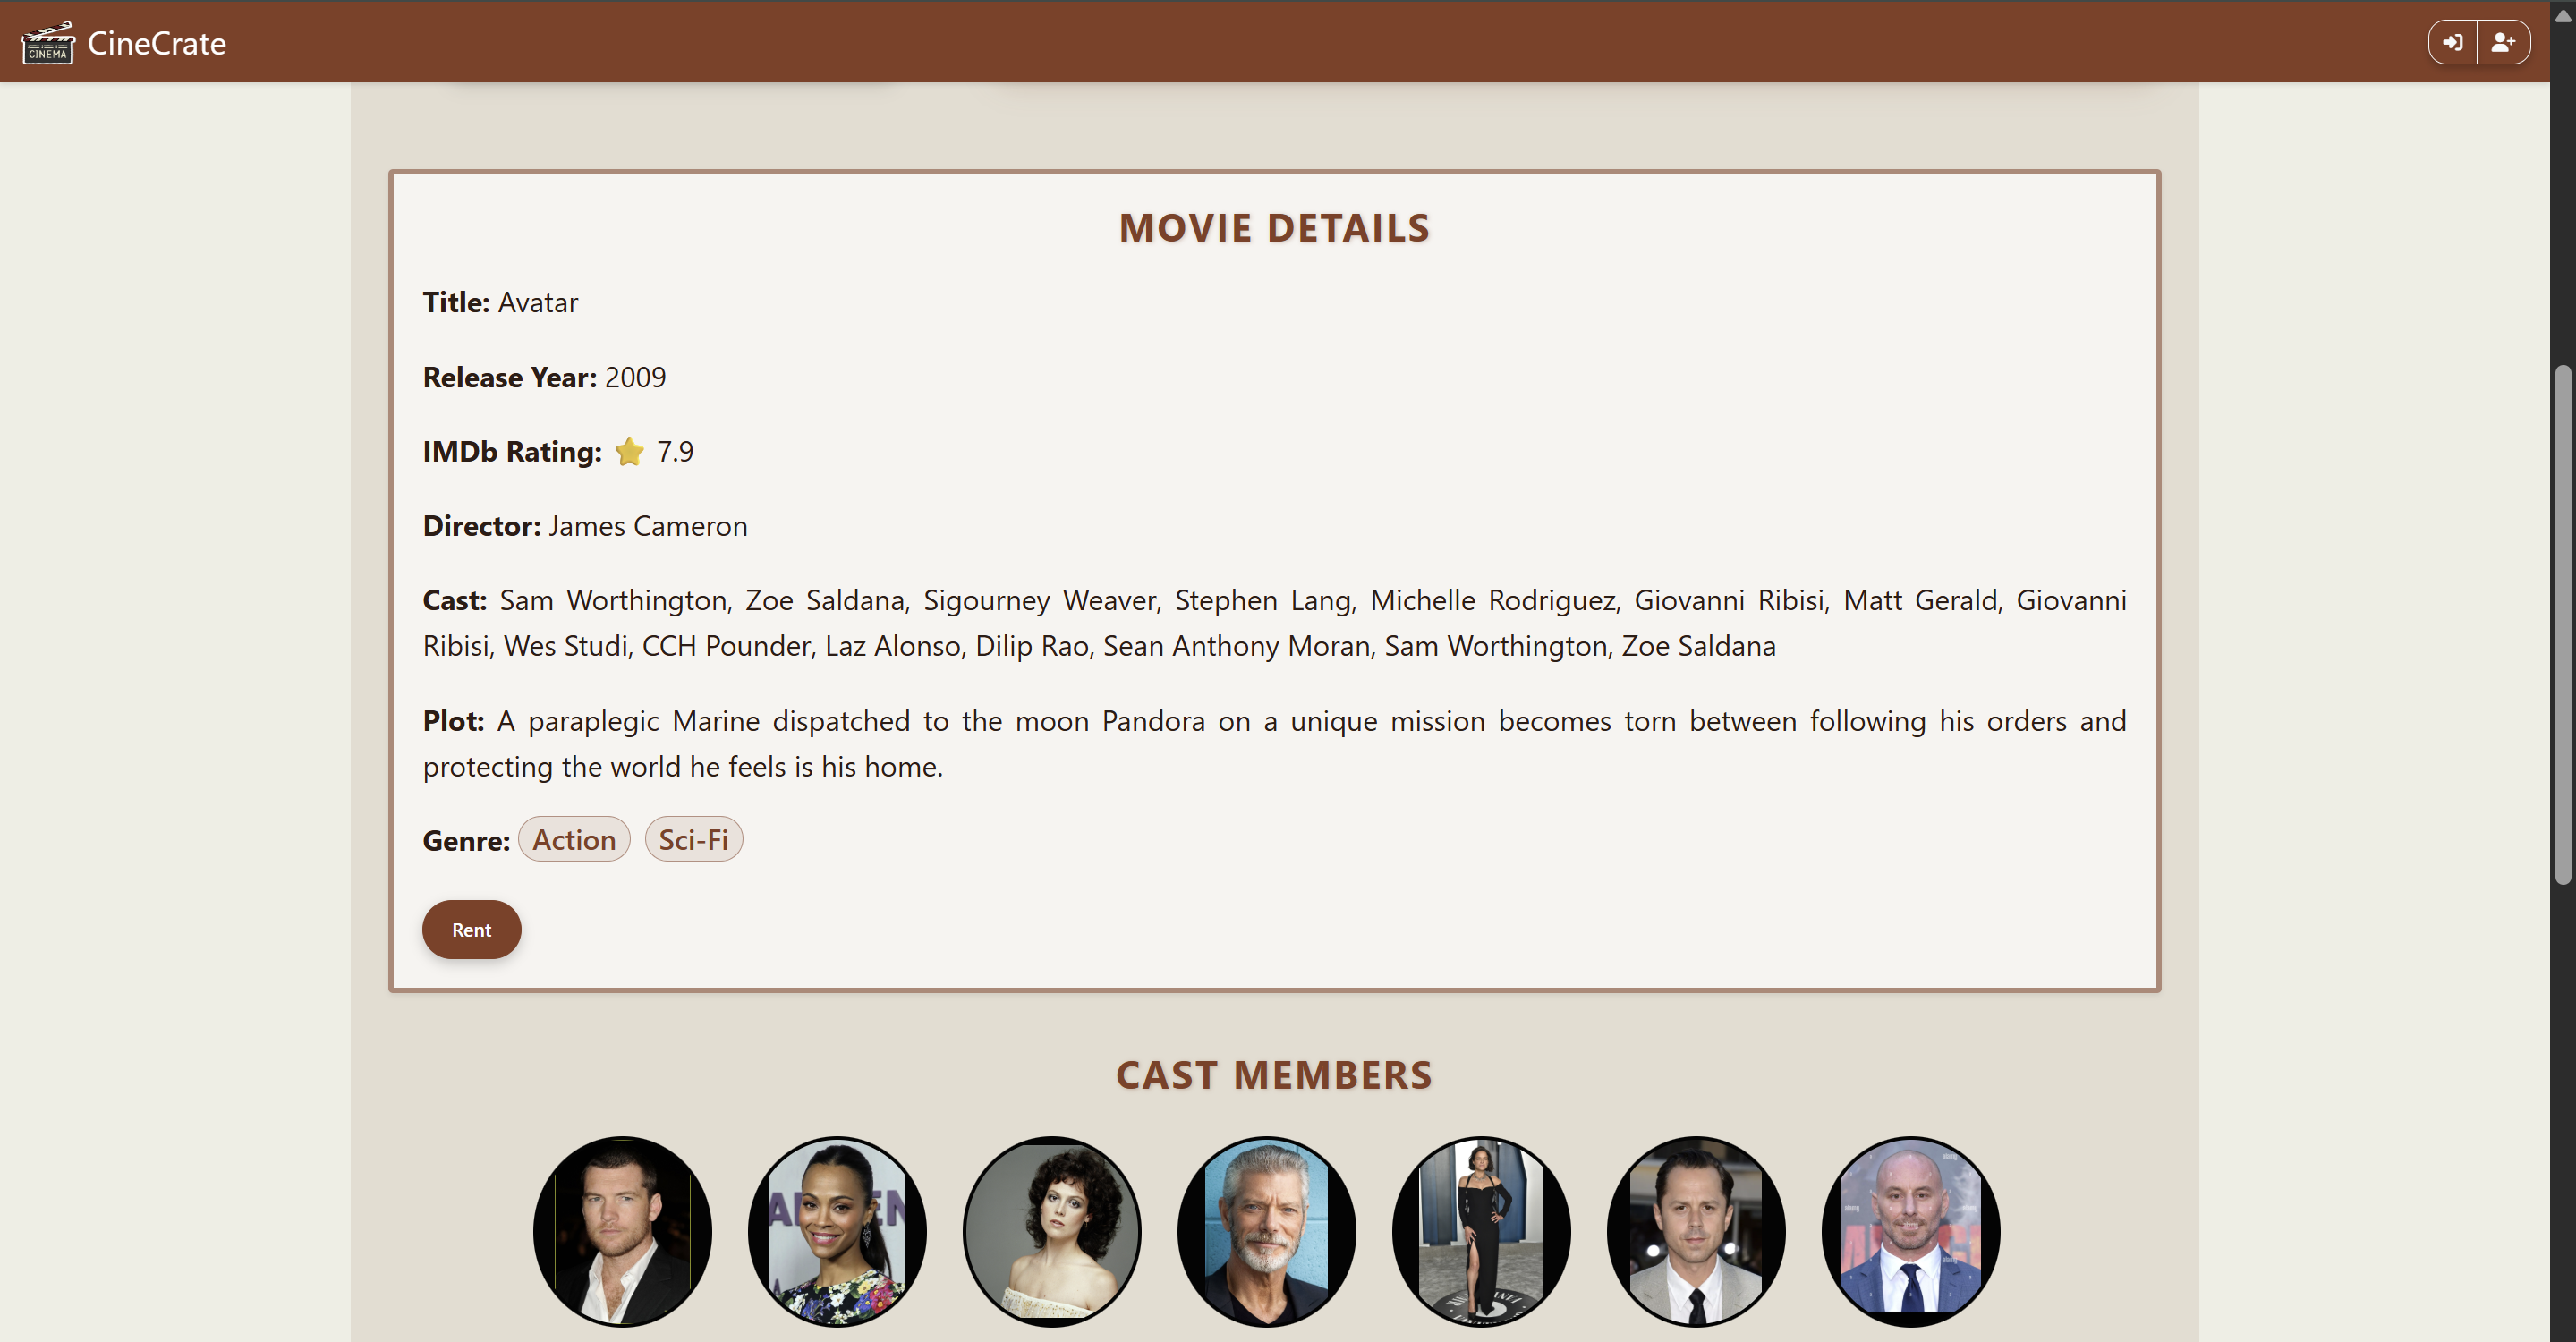 CINEMA
CineCrate
MOVIE DETAILS
Title: Avatar
Release Year: 2009
IMDb Rating: ⭐ 7.9
Director: James Cameron
Cast: Sam Worthington, Zoe Saldana, Sigourney Weaver, Stephen Lang, Michelle Rodriguez, Giovanni Ribisi, Matt Gerald, Giovanni
Ribisi, Wes Studi, CCH Pounder, Laz Alonso, Dilip Rao, Sean Anthony Moran, Sam Worthington, Zoe Saldana
Plot: A paraplegic Marine dispatched to the moon Pandora on a unique mission becomes torn between following his orders and
protecting the world he feels is his home.
Genre: Action Sci-Fi
Rent
CAST MEMBERS